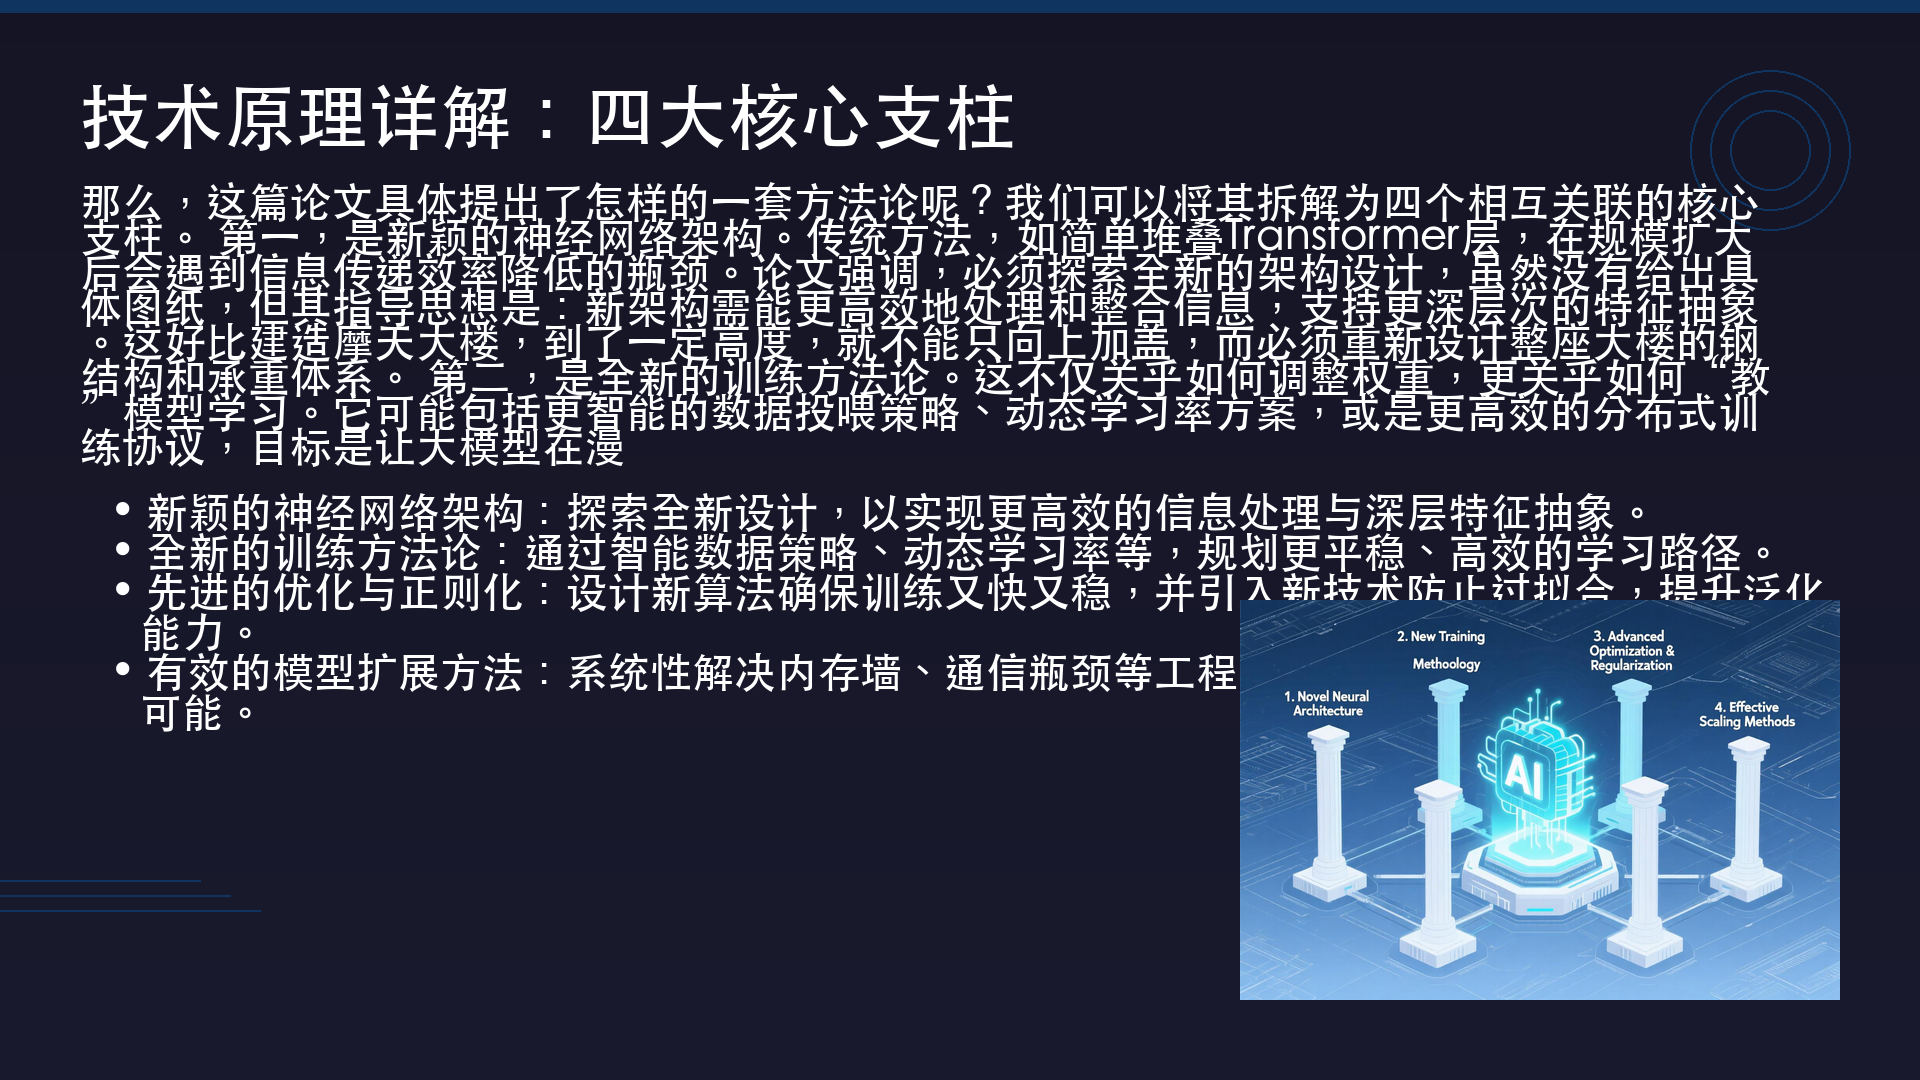 技术原理详解：四大核心支柱
那么，这篇论文具体提出了怎样的一套方法论呢？我们可以将其拆解为四个相互关联的核心
支柱。 第一，是新颖的神经网络架构。传统方法，如简单堆叠Transformer层，在规模扩大
后会遇到信息传递效率降低的瓶颈。论文强调，必须探索全新的架构设计，虽然没有给出具
体图纸，但其指导思想是：新架构需能更高效地处理和整合信息，支持更深层次的特征抽象
。这好比建造摩天大楼，到了一定高度，就不能只向上加盖，而必须重新设计整座大楼的钢
结构和承重体系。 第二，是全新的训练方法论。这不仅关乎如何调整权重，更关乎如何“教
”模型学习。它可能包括更智能的数据投喂策略、动态学习率方案，或是更高效的分布式训
练协议，目标是让大模型在漫
• 新颖的神经网络架构：探索全新设计，以实现更高效的信息处理与深层特征抽象。
• 全新的训练方法论：通过智能数据策略、动态学习率等，规划更平稳、高效的学习路径。
• 先进的优化与正则化：设计新算法确保训练又快又稳，并引入新技术防止过拟合，提升泛化
能力。
• 有效的模型扩展方法：系统性解决内存墙、通信瓶颈等工程
可能。
2. New Training
Methoology
3. Advanced
Optimization &
Regularization
1. Novel Neural
Architecture
4. Effective
Scaling Methods
AI